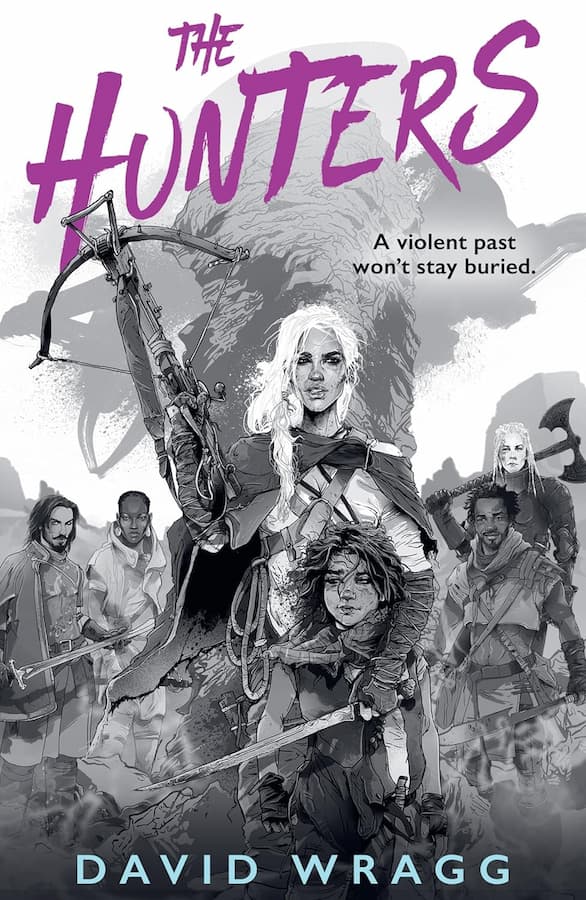 THE
HUNTERS
A violent past
won't stay buried.
DAVID WRAGG